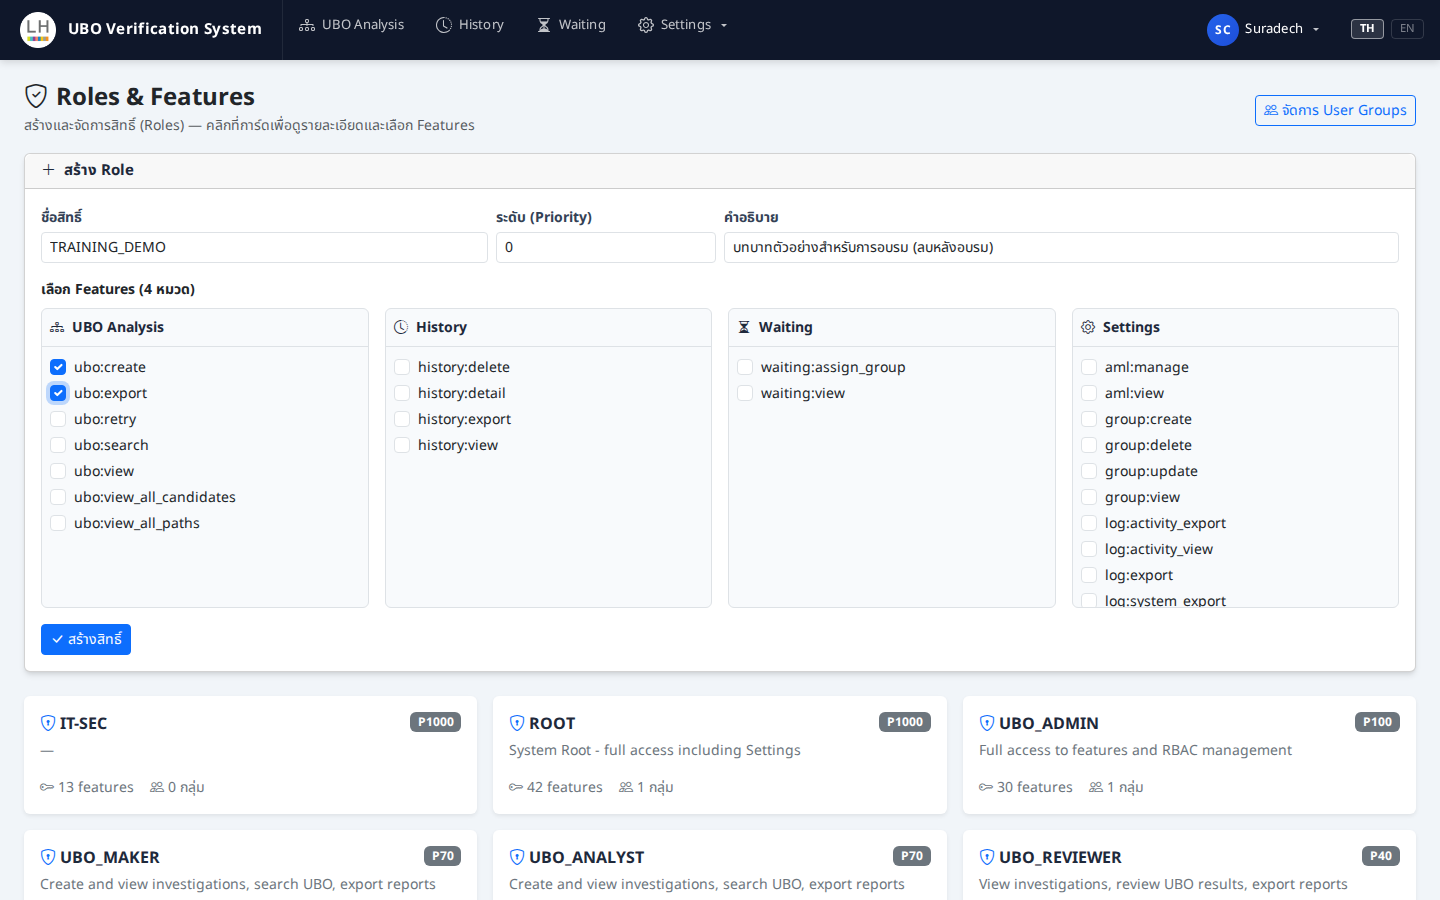 LH UBO Verification System UBO Analysis History Waiting Settings SC Suradech TH EN
Roles & Features
สร้างและจัดการสิทธิ์ (Roles) — คลิกที่การ์ดเพื่อดูรายละเอียดและเลือก Features
จัดการ User Groups
สร้าง Role
ชื่อสิทธิ์ ระดับ (Priority) คำอธิบาย
TRAINING_DEMO 0 บทบาทตัวอย่างสำหรับการอบรม (ลบหลังอบรม)
เลือก Features (4 หมวด)
UBO Analysis
ubo:create
ubo:export
ubo:retry
ubo:search
ubo:view
ubo:view_all_candidates
ubo:view_all_paths
History
history:delete
history:detail
history:export
history:view
Waiting
waiting:assign_group
waiting:view
Settings
aml:manage
aml:view
group:create
group:delete
group:update
group:view
log:activity_export
log:activity_view
log:export
log:system_export
สร้างสิทธิ์
IT-SEC P1000
—
13 features 0 กลุ่ม
ROOT P1000
System Root - full access including Settings
42 features 1 กลุ่ม
UBO_ADMIN P100
Full access to features and RBAC management
30 features 1 กลุ่ม
UBO_MAKER P70
Create and view investigations, search UBO, export reports
UBO_ANALYST P70
Create and view investigations, search UBO, export reports
UBO_REVIEWER P40
View investigations, review UBO results, export reports